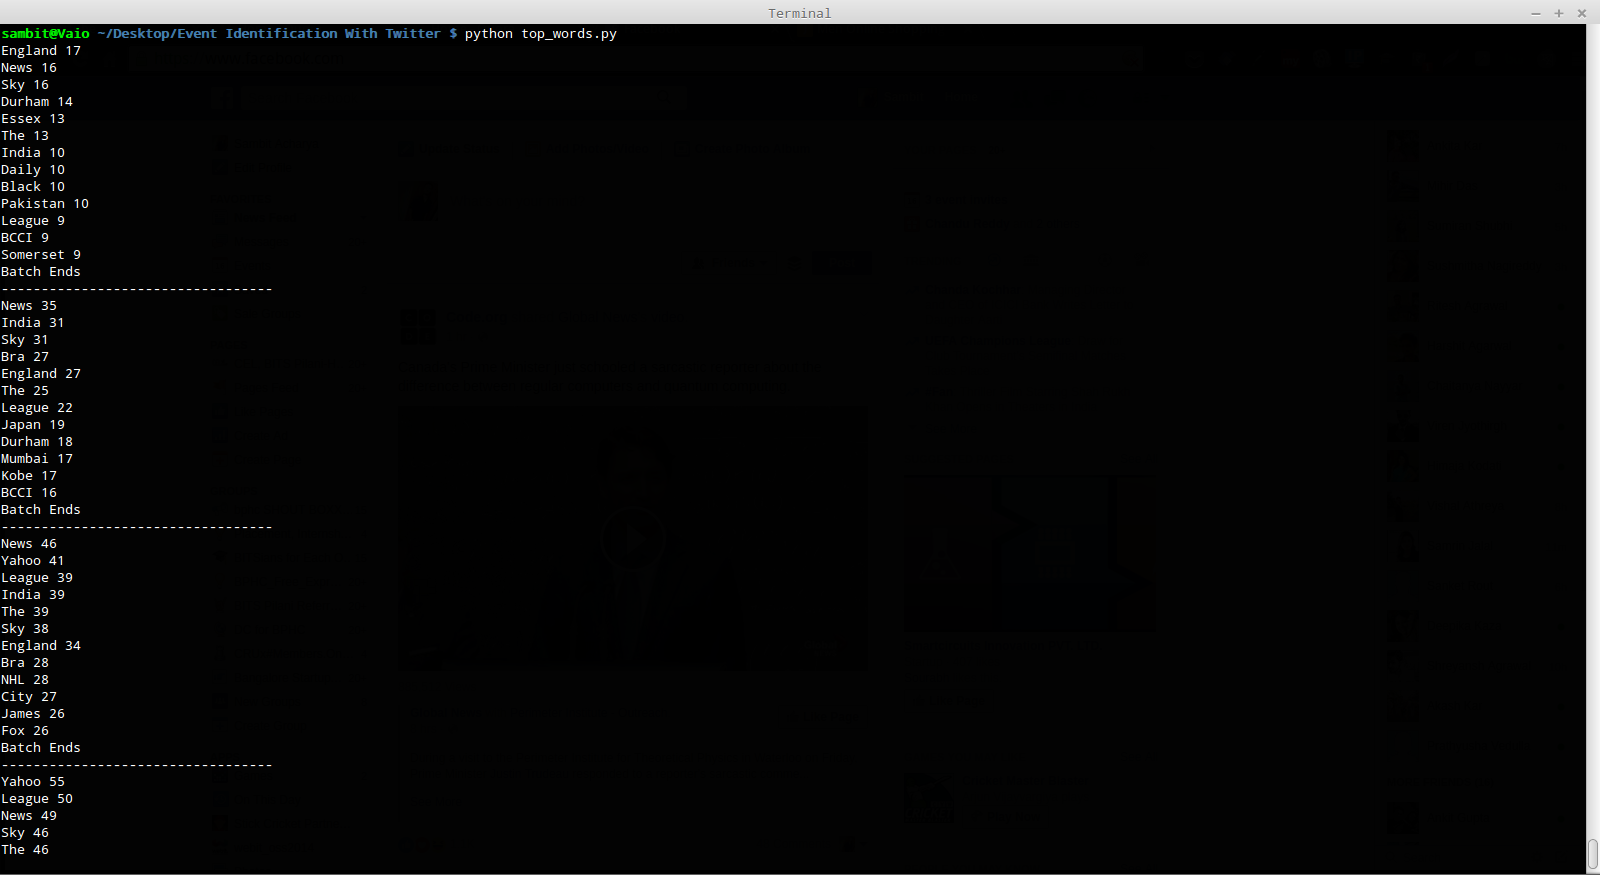 Terminal
sambit@Vaio ~/Desktop/Event Identification With Twitter $ python top_words.py
England 17
News 16
Sky 16
Durham 14
Essex 13
The 13
India 10
Daily 10
Black 10
Pakistan 10
League 9
BCCI 9
Somerset 9
Batch Ends
----------------------------------
News 35
India 31
Sky 31
Bra 27
England 27
The 25
League 22
Japan 19
Durham 18
Mumbai 17
Kobe 17
BCCI 16
Batch Ends
----------------------------------
News 46
Yahoo 41
League 39
India 39
The 39
Sky 38
England 34
Bra 28
NHL 28
City 27
James 26
Fox 26
Batch Ends
----------------------------------
Yahoo 55
League 50
News 49
Sky 46
The 46